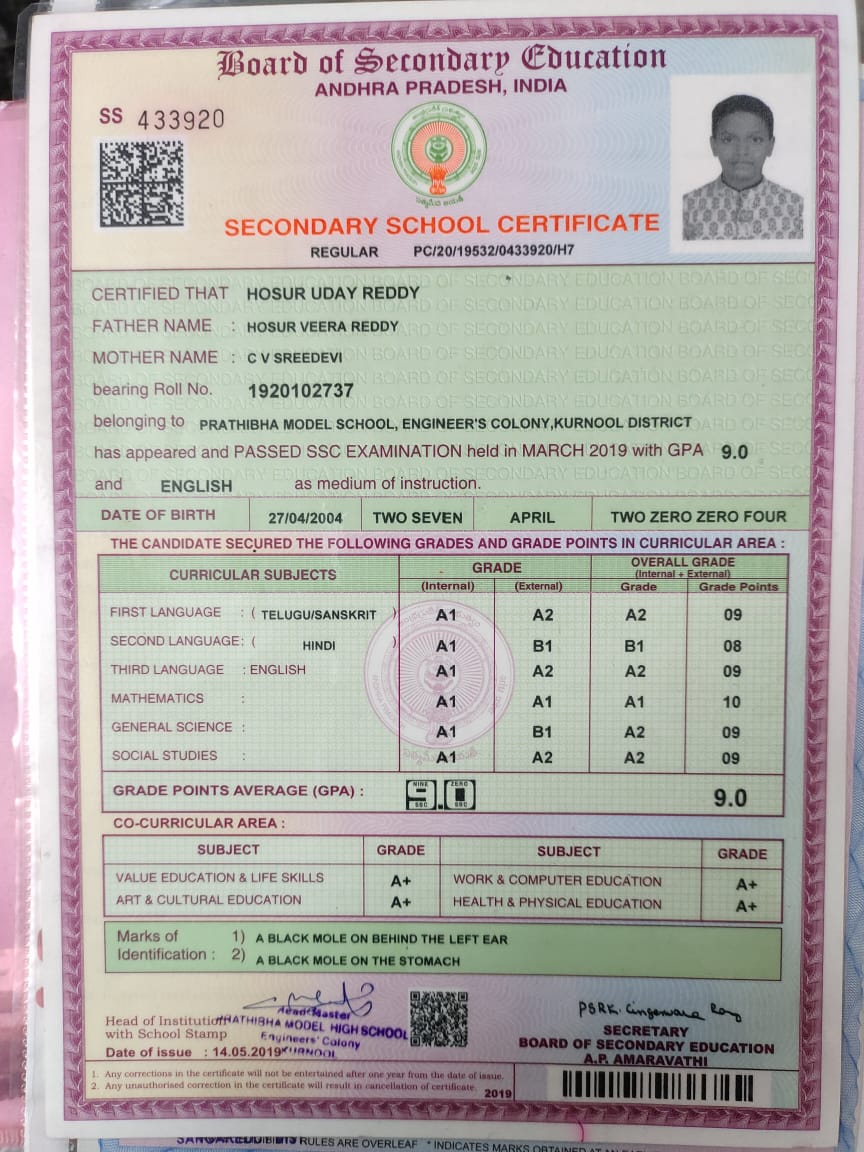 Board of Secondary Education
ANDHRA PRADESH, INDIA
SS 433920
SECONDARY SCHOOL CERTIFICATE
REGULAR PC/20/19532/0433920/H7
CERTIFIED THAT HOSUR UDAY REDDY
FATHER NAME : HOSUR VEERA REDDY
MOTHER NAME : C V SREEDEVI
bearing Roll No. 1920102737
belonging to PRATHIBHA MODEL SCHOOL, ENGINEER'S COLONY,KURNOOL DISTRICT
has appeared and PASSED SSC EXAMINATION held in MARCH 2019 with GPA 9.0
and ENGLISH as medium of instruction.
DATE OF BIRTH 27/04/2004 TWO SEVEN APRIL TWO ZERO ZERO FOUR
THE CANDIDATE SECURED THE FOLLOWING GRADES AND GRADE POINTS IN CURRICULAR AREA :
CURRICULAR SUBJECTS GRADE OVERALL GRADE
(Internal + External)
(Internal) (External) Grade Grade Points
FIRST LANGUAGE : ( TELUGU/SANSKRIT ) A1 A2 A2 09
SECOND LANGUAGE: ( HINDI ) A1 B1 B1 08
THIRD LANGUAGE : ENGLISH A1 A2 A2 09
MATHEMATICS : A1 A1 A1 10
GENERAL SCIENCE : A1 B1 A2 09
SOCIAL STUDIES : A1 A2 A2 09
GRADE POINTS AVERAGE (GPA) : NINE 9 SSC . ZERO 0 SSC 9.0
CO-CURRICULAR AREA :
SUBJECT GRADE SUBJECT GRADE
VALUE EDUCATION & LIFE SKILLS A+ WORK & COMPUTER EDUCATION A+
ART & CULTURAL EDUCATION A+ HEALTH & PHYSICAL EDUCATION A+
Marks of 1) A BLACK MOLE ON BEHIND THE LEFT EAR
Identification : 2) A BLACK MOLE ON THE STOMACH
Head Master
Head of Institution PRATHIBHA MODEL HIGH SCHOOL
with School Stamp Engineers' Colony
Date of issue : 14.05.2019 KURNOOL
SECRETARY
BOARD OF SECONDARY EDUCATION
A.P. AMARAVATHI
1. Any corrections in the certificate will not be entertained after one year from the date of issue.
2. Any unauthorised correction in the certificate will result in cancellation of certificate.
2019
RULES ARE OVERLEAF * INDICATES MARKS OBTAINED